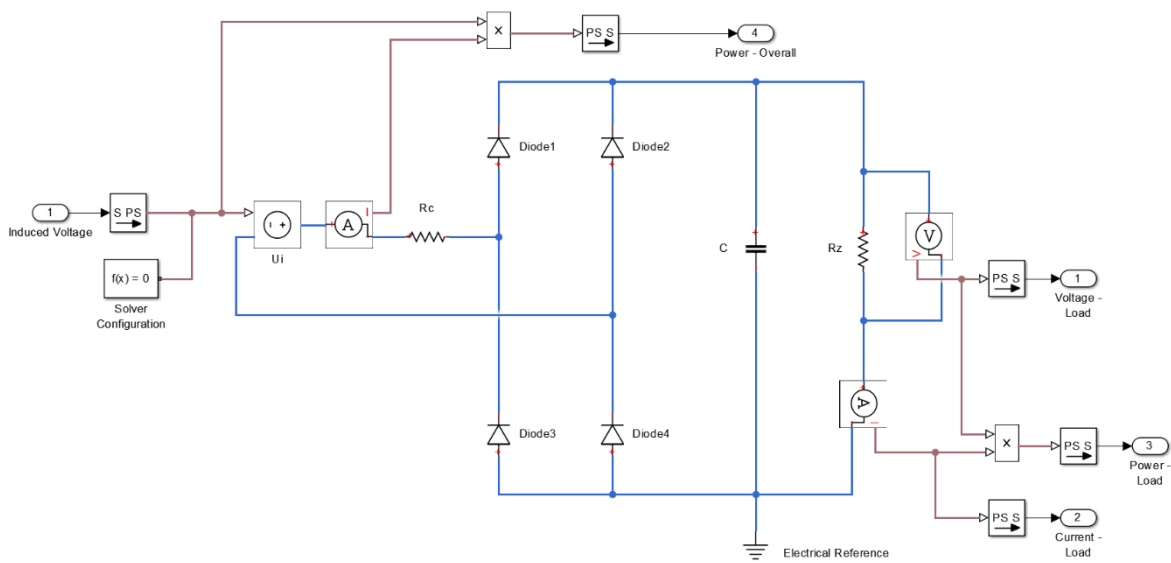 PS S
4
Power - Overall
x
Diode1
Diode2
1
Induced Voltage
S PS
Ui
A
I
Rc
C
Rz
V
V
f(x) = 0
Solver
Configuration
PS S
1
Voltage -
Load
A
I
Diode3
Diode4
x
PS S
3
Power -
Load
PS S
2
Current -
Load
Electrical Reference